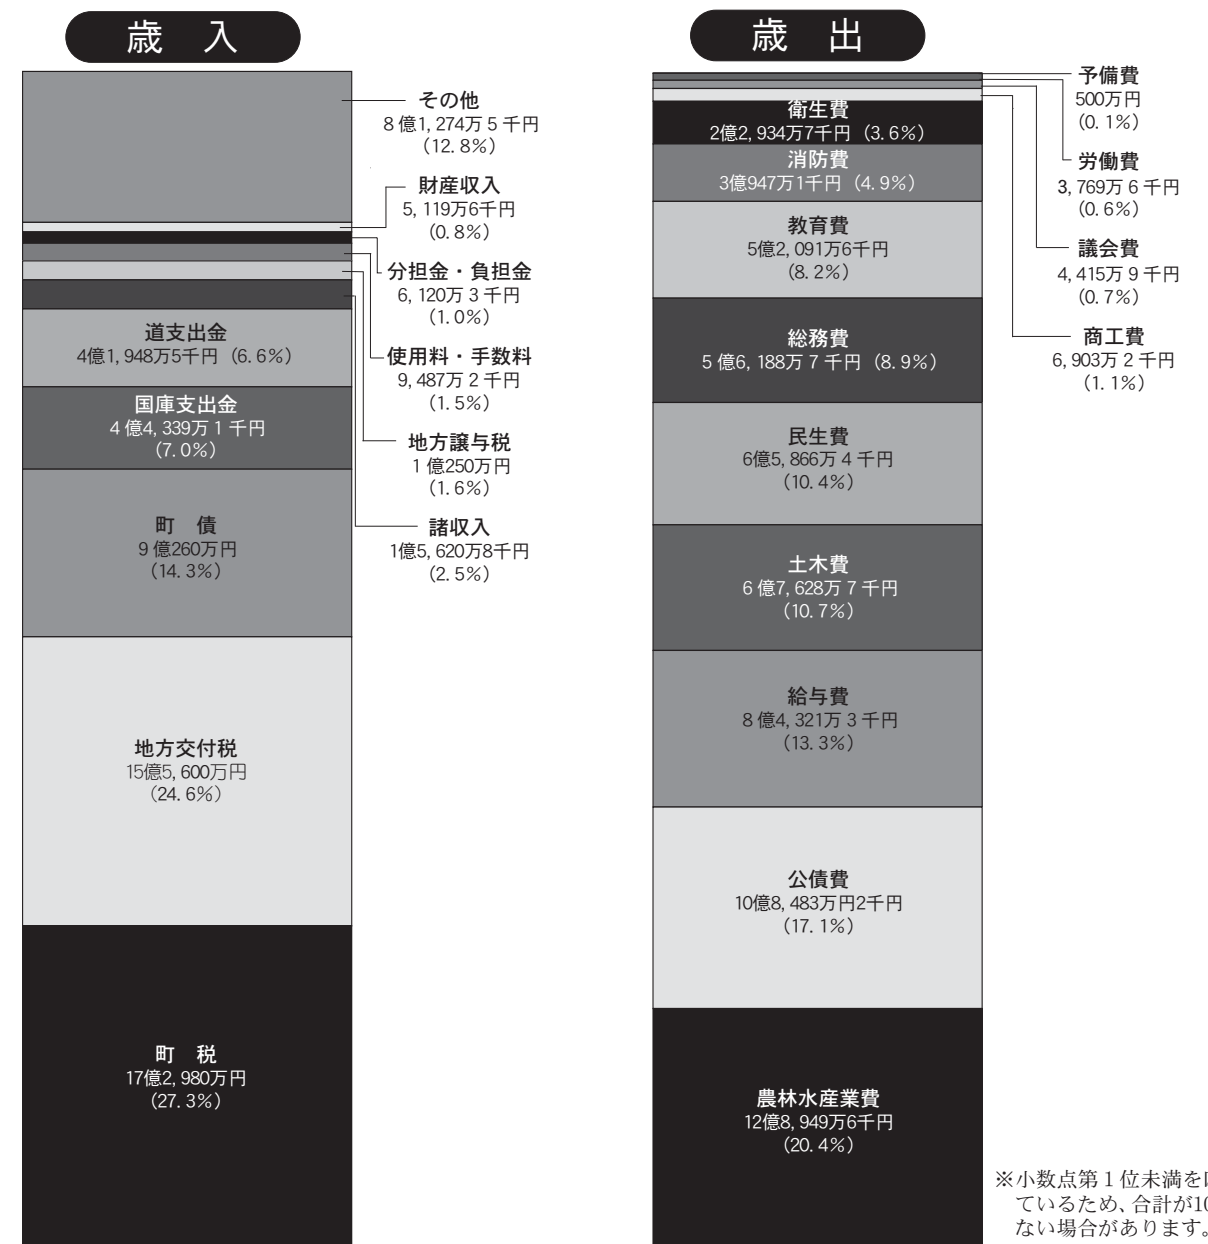 歳　入
その他
8億1,274万5千円
(12.8%)
財産収入
5,119万6千円
(0.8%)
分担金・負担金
6,120万3千円
(1.0%)
使用料・手数料
9,487万2千円
(1.5%)
地方譲与税
1億250万円
(1.6%)
諸収入
1億5,620万8千円
(2.5%)
道支出金
4億1,948万5千円 (6.6%)
国庫支出金
4億4,339万1千円
(7.0%)
町　債
9億260万円
(14.3%)
地方交付税
15億5,600万円
(24.6%)
町　税
17億2,980万円
(27.3%)
歳　出
予備費
500万円
(0.1%)
労働費
3,769万6千円
(0.6%)
議会費
4,415万9千円
(0.7%)
商工費
6,903万2千円
(1.1%)
衛生費
2億2,934万7千円 (3.6%)
消防費
3億947万1千円 (4.9%)
教育費
5億2,091万6千円
(8.2%)
総務費
5億6,188万7千円 (8.9%)
民生費
6億5,866万4千円
(10.4%)
土木費
6億7,628万7千円
(10.7%)
給与費
8億4,321万3千円
(13.3%)
公債費
10億8,483万円2千円
(17.1%)
農林水産業費
12億8,949万6千円
(20.4%)
※小数点第1位未満を
ているため、合計が10
ない場合があります。